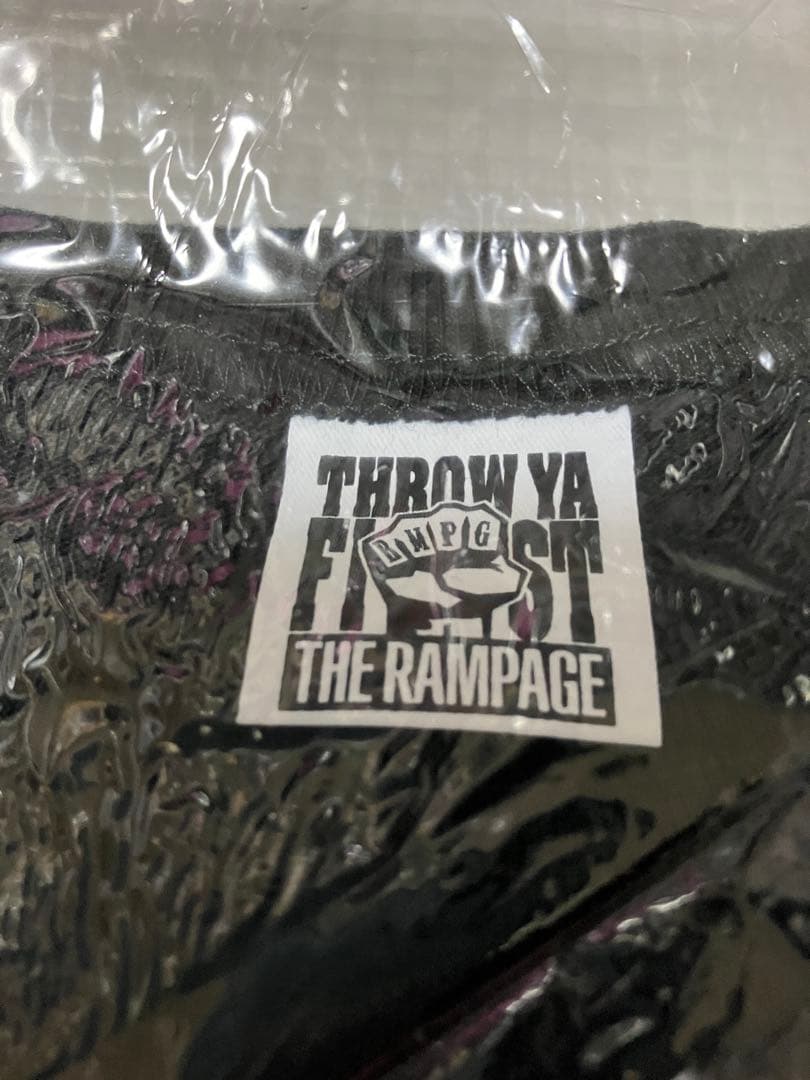 THROW YA
FIST
RMPG
THE RAMPAGE